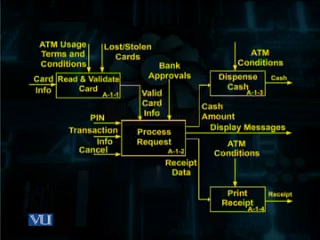 ATM Usage
Terms and
Conditions
Lost/Stolen
Cards
Bank
Approvals
ATM
Conditions
Card
Info
Read & Validate
Card
A-1-1
Valid
Card
Info
Dispense
Cash
A-1-3
Cash
Cash
Amount
PIN
Transaction
Info
Cancel
Process
Request
A-1-2
Display Messages
ATM
Conditions
Receipt
Data
Print
Receipt
A-1-4
Receipt
VU